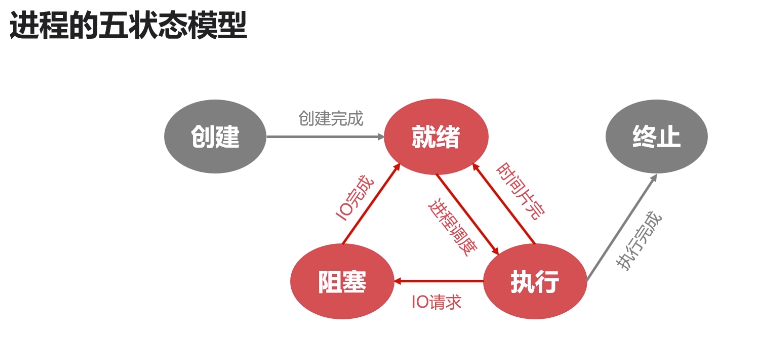 进程的五状态模型
创建
创建完成
就绪
终止
IO完成
进程调度
时间片完
执行完成
阻塞
IO请求
执行